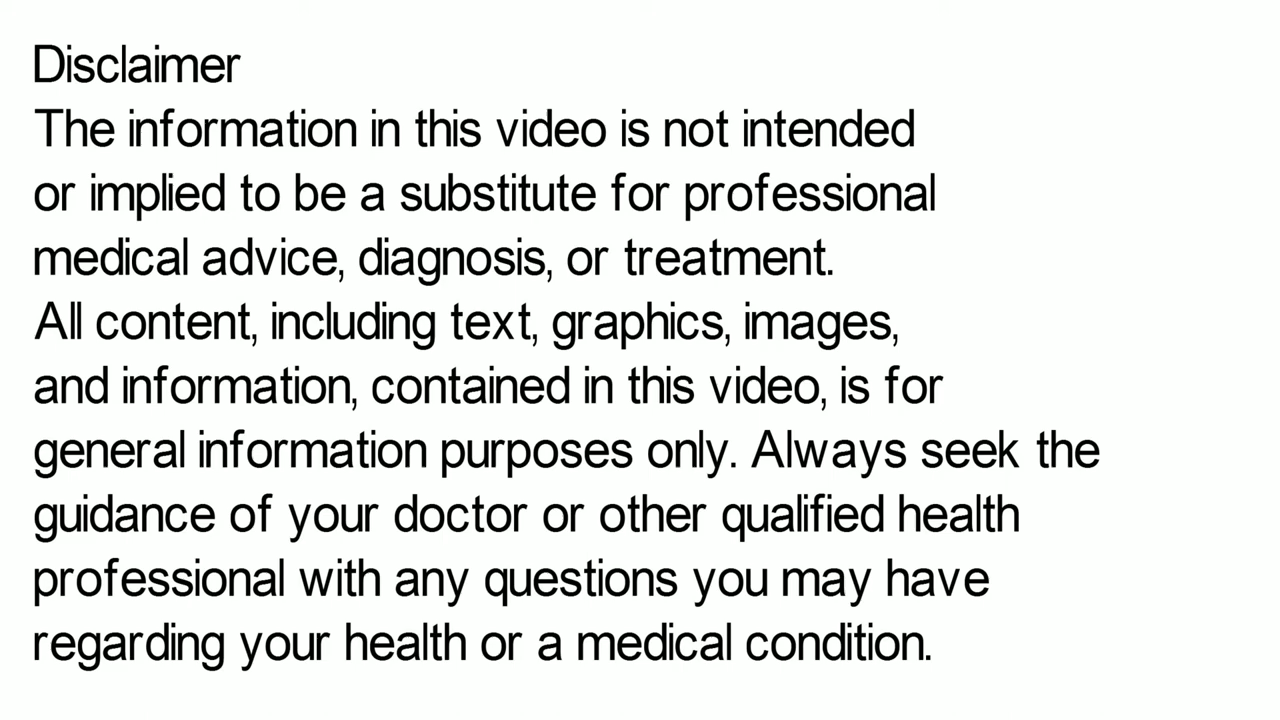 Disclaimer
The information in this video is not intended
or implied to be a substitute for professional
medical advice, diagnosis, or treatment.
All content, including text, graphics, images,
and information, contained in this video, is for
general information purposes only. Always seek the
guidance of your doctor or other qualified health
professional with any questions you may have
regarding your health or a medical condition.